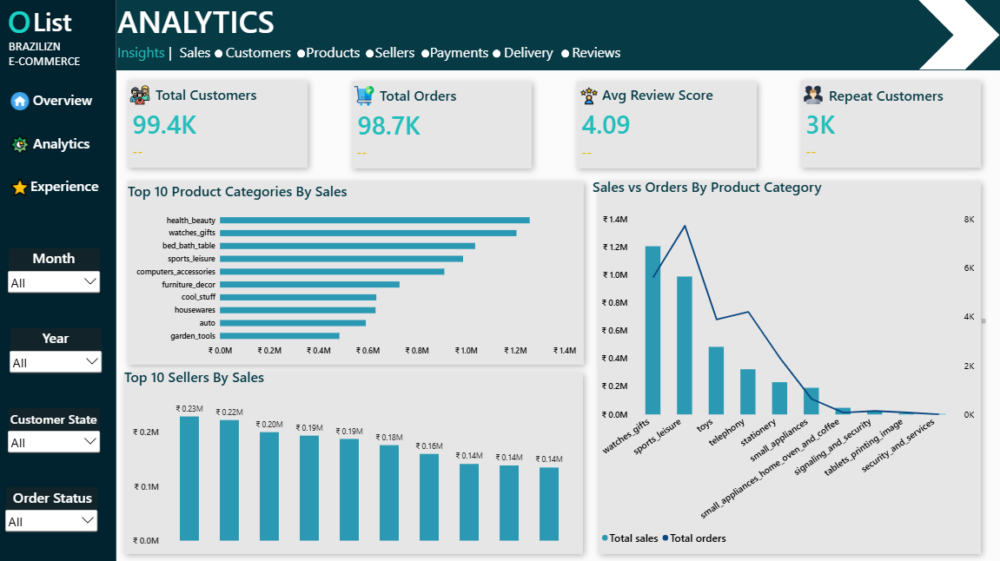 O List
BRAZILIZN
E-COMMERCE
Overview
Analytics
Experience
Month
All
Year
All
Customer State
All
Order Status
All
ANALYTICS
Insights | Sales ● Customers ●Products ●Sellers ●Payments ● Delivery ● Reviews
Total Customers
99.4K
--
Total Orders
98.7K
--
Avg Review Score
4.09
--
Repeat Customers
3K
--
Top 10 Product Categories By Sales
health_beauty
watches_gifts
bed_bath_table
sports_leisure
computers_accessories
furniture_decor
cool_stuff
housewares
auto
garden_tools
₹ 0.0M ₹ 0.2M ₹ 0.4M ₹ 0.6M ₹ 0.8M ₹ 1.0M ₹ 1.2M ₹ 1.4M
Top 10 Sellers By Sales
₹ 0.2M
₹ 0.1M
₹ 0.0M
₹ 0.23M ₹ 0.22M ₹ 0.20M ₹ 0.19M ₹ 0.19M ₹ 0.18M ₹ 0.16M ₹ 0.14M ₹ 0.14M ₹ 0.14M
Sales vs Orders By Product Category
₹ 1.4M
₹ 1.2M
₹ 1.0M
₹ 0.8M
₹ 0.6M
₹ 0.4M
₹ 0.2M
₹ 0.0M
8K
6K
4K
2K
0K
watches_gifts
sports_leisure
toys
telephony
stationery
small_appliances
small_appliances_home_oven_and_coffee
signaling_and_security
tablets_printing_image
security_and_services
●Total sales ●Total orders